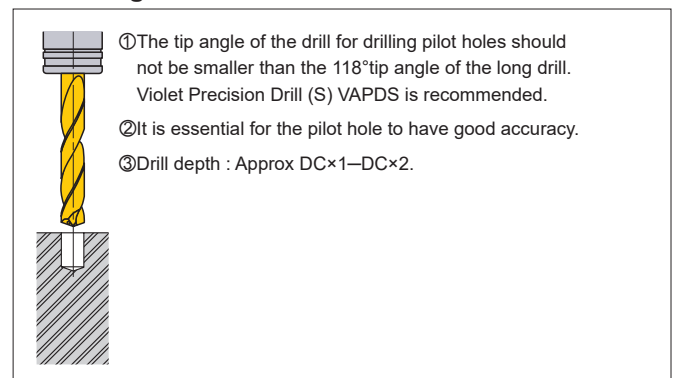 ①The tip angle of the drill for drilling pilot holes should
not be smaller than the 118°tip angle of the long drill.
Violet Precision Drill (S) VAPDS is recommended.
②It is essential for the pilot hole to have good accuracy.
③Drill depth : Approx DC×1—DC×2.